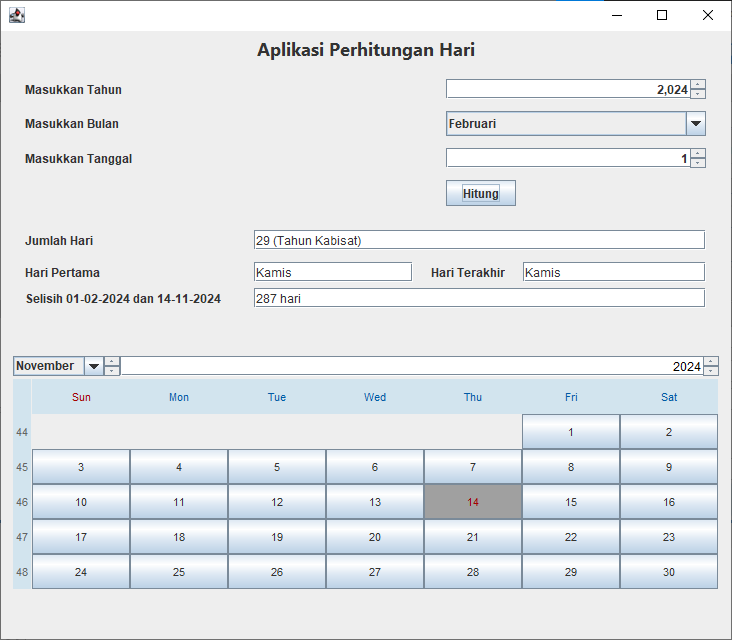 Aplikasi Perhitungan Hari
Masukkan Tahun 2,024
Masukkan Bulan Februari
Masukkan Tanggal 1
Hitung
Jumlah Hari 29 (Tahun Kabisat)
Hari Pertama Kamis Hari Terakhir Kamis
Selisih 01-02-2024 dan 14-11-2024 287 hari
November 2024
Sun Mon Tue Wed Thu Fri Sat
44 1 2
45 3 4 5 6 7 8 9
46 10 11 12 13 14 15 16
47 17 18 19 20 21 22 23
48 24 25 26 27 28 29 30